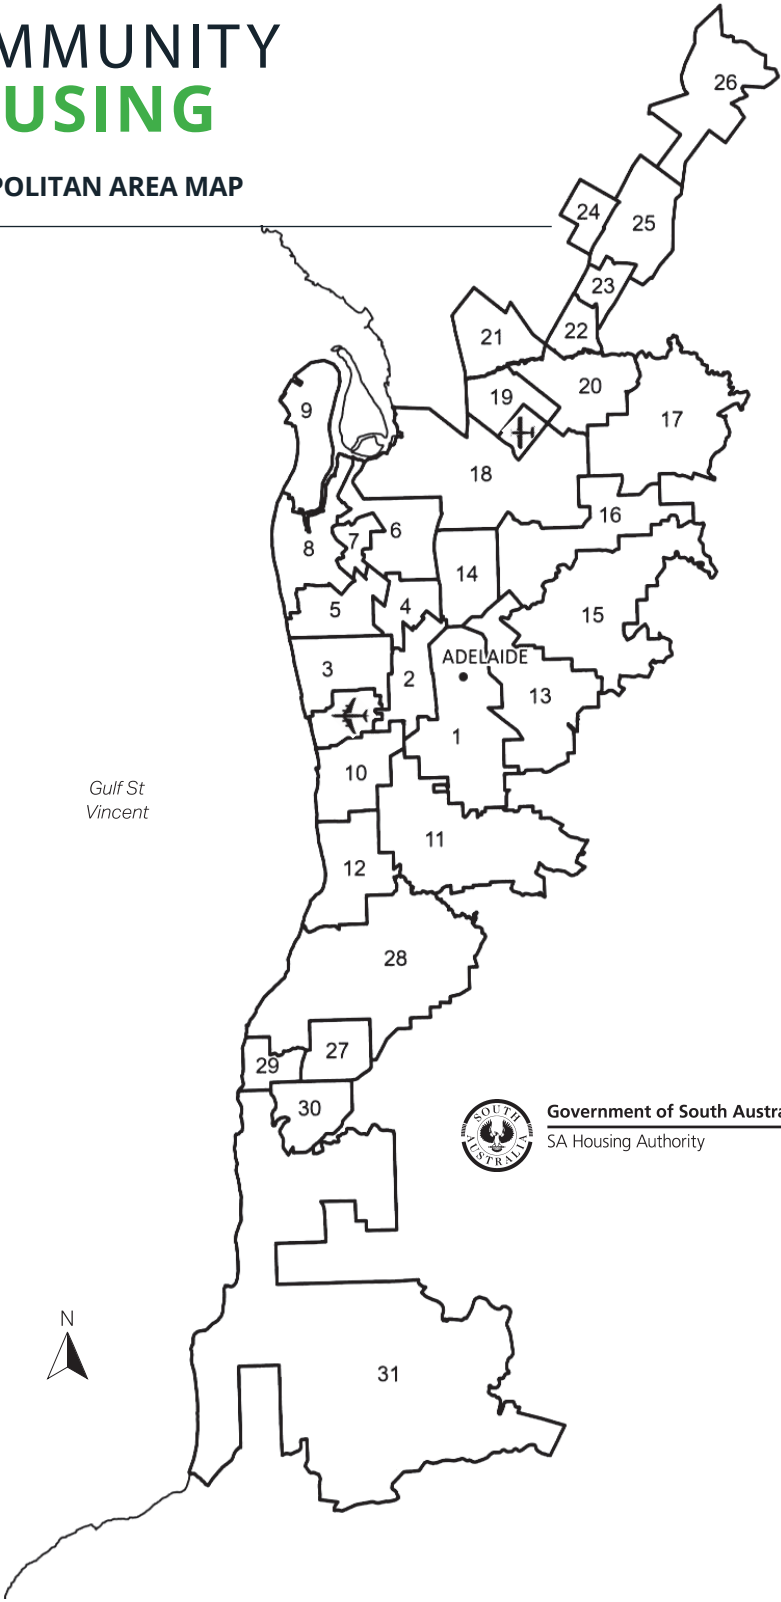 MMUNITY
USING
POLITAN AREA MAP
26
24
25
23
22
21
20
19
9
17
18
16
6
7
8
14
4
5
15
ADELAIDE
3
2
13
1
10
Gulf St
Vincent
11
12
28
27
29
30
SOUTH
AUSTRALIA
Government of South Austra
SA Housing Authority
N
31